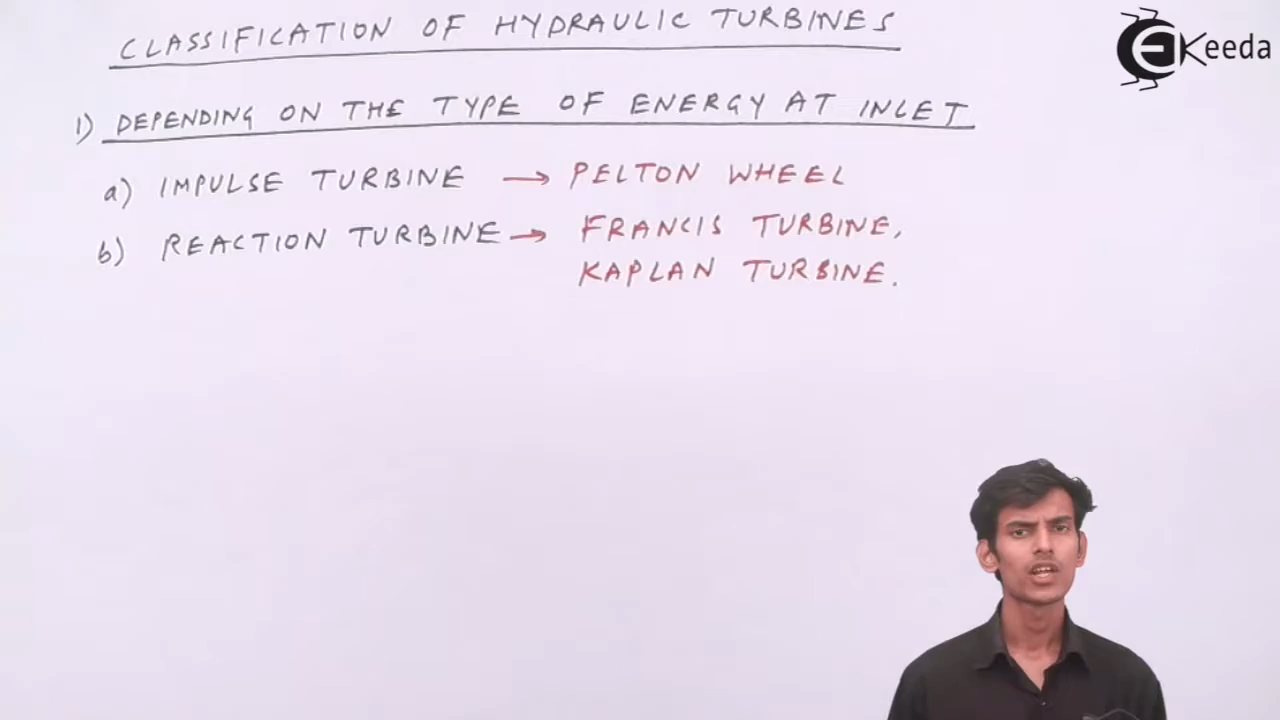 CLASSIFICATION OF HYDRAULIC TURBINES
EKeeda
1) DEPENDING ON THE TYPE OF ENERGY AT INLET
a) IMPULSE TURBINE → PELTON WHEEL
b) REACTION TURBINE → FRANCIS TURBINE,
KAPLAN TURBINE.